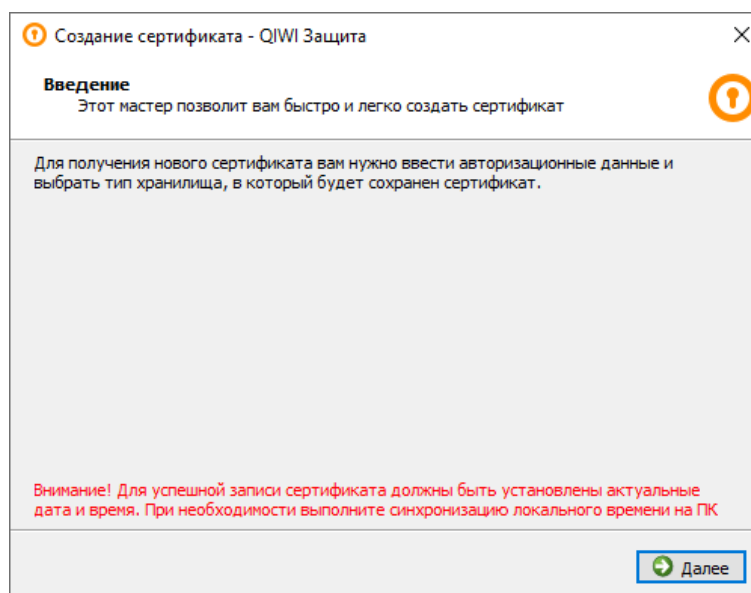 Создание сертификата - QIWI Защита
Введение
Этот мастер позволит вам быстро и легко создать сертификат
Для получения нового сертификата вам нужно ввести авторизационные данные и
выбрать тип хранилища, в который будет сохранен сертификат.
Внимание! Для успешной записи сертификата должны быть установлены актуальные
дата и время. При необходимости выполните синхронизацию локального времени на ПК
Далее